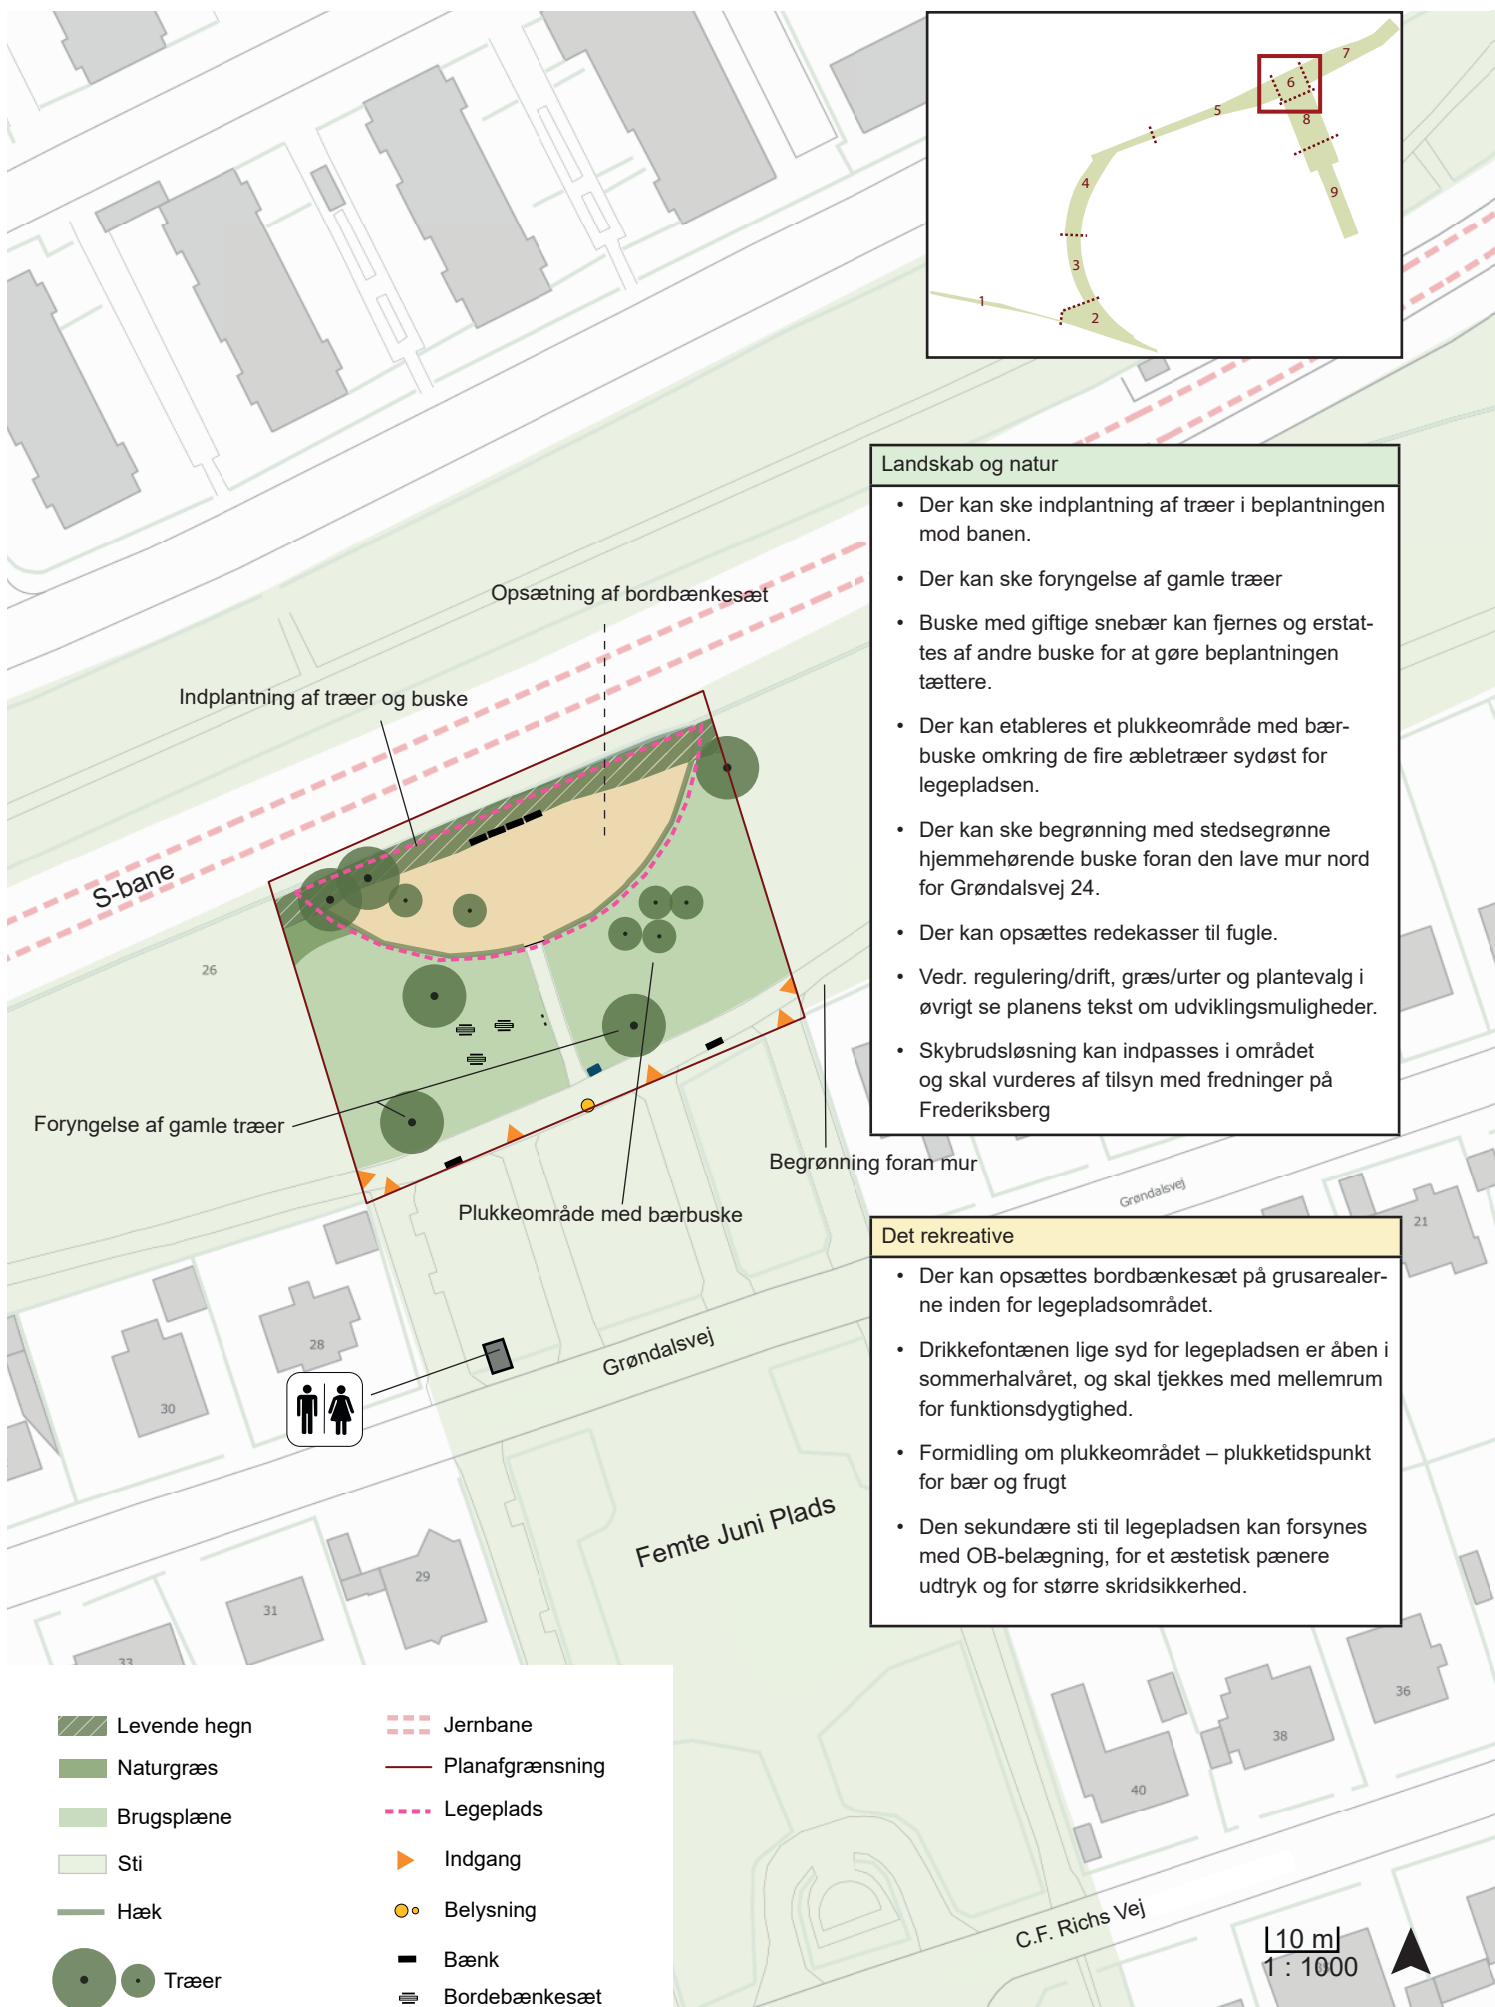 7
6
5
8
4
9
3
1
2
Landskab og natur
• Der kan ske indplantning af træer i beplantningen
mod banen.
• Der kan ske foryngelse af gamle træer
• Buske med giftige snebær kan fjernes og erstat-
tes af andre buske for at gøre beplantningen
tættere.
• Der kan etableres et plukkeområde med bær-
buske omkring de fire æbletræer sydøst for
legepladsen.
• Der kan ske begrønning med stedsegrønne
hjemmehørende buske foran den lave mur nord
for Grøndalsvej 24.
• Der kan opsættes redekasser til fugle.
• Vedr. regulering/drift, græs/urter og plantevalg i
øvrigt se planens tekst om udviklingsmuligheder.
• Skybrudsløsning kan indpasses i området
og skal vurderes af tilsyn med fredninger på
Frederiksberg
Opsætning af bordbænkesæt
Indplantning af træer og buske
S-bane
26
Foryngelse af gamle træer
Begrønning foran mur
Plukkeområde med bærbuske
Grøndalsvej
21
Det rekreative
• Der kan opsættes bordbænkesæt på grusarealer-
ne inden for legepladsområdet.
• Drikkefontænen lige syd for legepladsen er åben i
sommerhalvåret, og skal tjekkes med mellemrum
for funktionsdygtighed.
• Formidling om plukkeområdet – plukketidspunkt
for bær og frugt
• Den sekundære sti til legepladsen kan forsynes
med OB-belægning, for et æstetisk pænere
udtryk og for større skridsikkerhed.
28
Grøndalsvej
30
Femte Juni Plads
29
31
33
36
38
40
C.F. Richs Vej
Levende hegn
Naturgræs
Brugsplæne
Sti
Hæk
Træer
Jernbane
Planafgrænsning
Legeplads
Indgang
Belysning
Bænk
Bordebænkesæt
10 m
1 : 1000